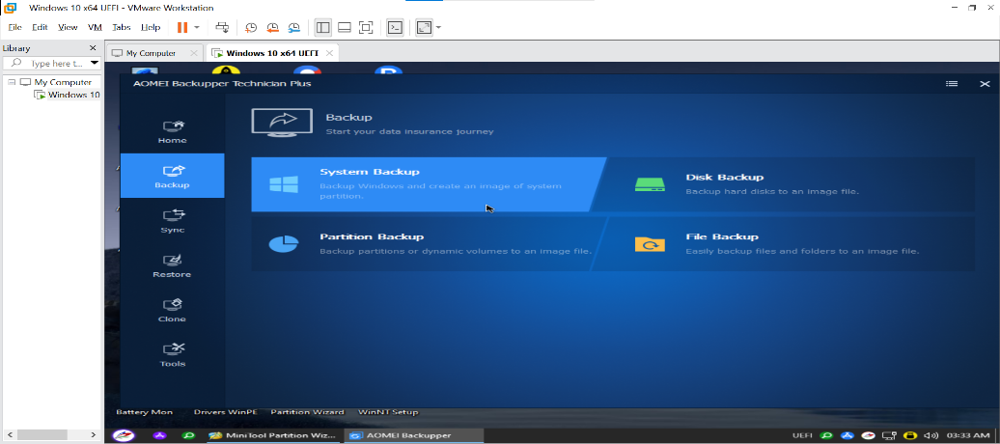 Windows 10 x64 UEFI - VMware Workstation
File Edit View VM Tabs Help
Library
Type here t...
My Computer
Windows 10
My Computer
Windows 10 x64 UEFI
AOMEI Backupper Technician Plus
Home
Backup
Sync
Restore
Clone
Tools
Backup
Start your data insurance journey
System Backup
Backup Windows and create an image of system
partition.
Disk Backup
Backup hard disks to an image file.
Partition Backup
Backup partitions or dynamic volumes to an image file.
File Backup
Easily backup files and folders to an image file.
Battery Mon Drivers WinPE Partition Wizard WinNT Setup
MiniTool Partition Wiz... AOMEI Backupper UEFI 03:33 AM